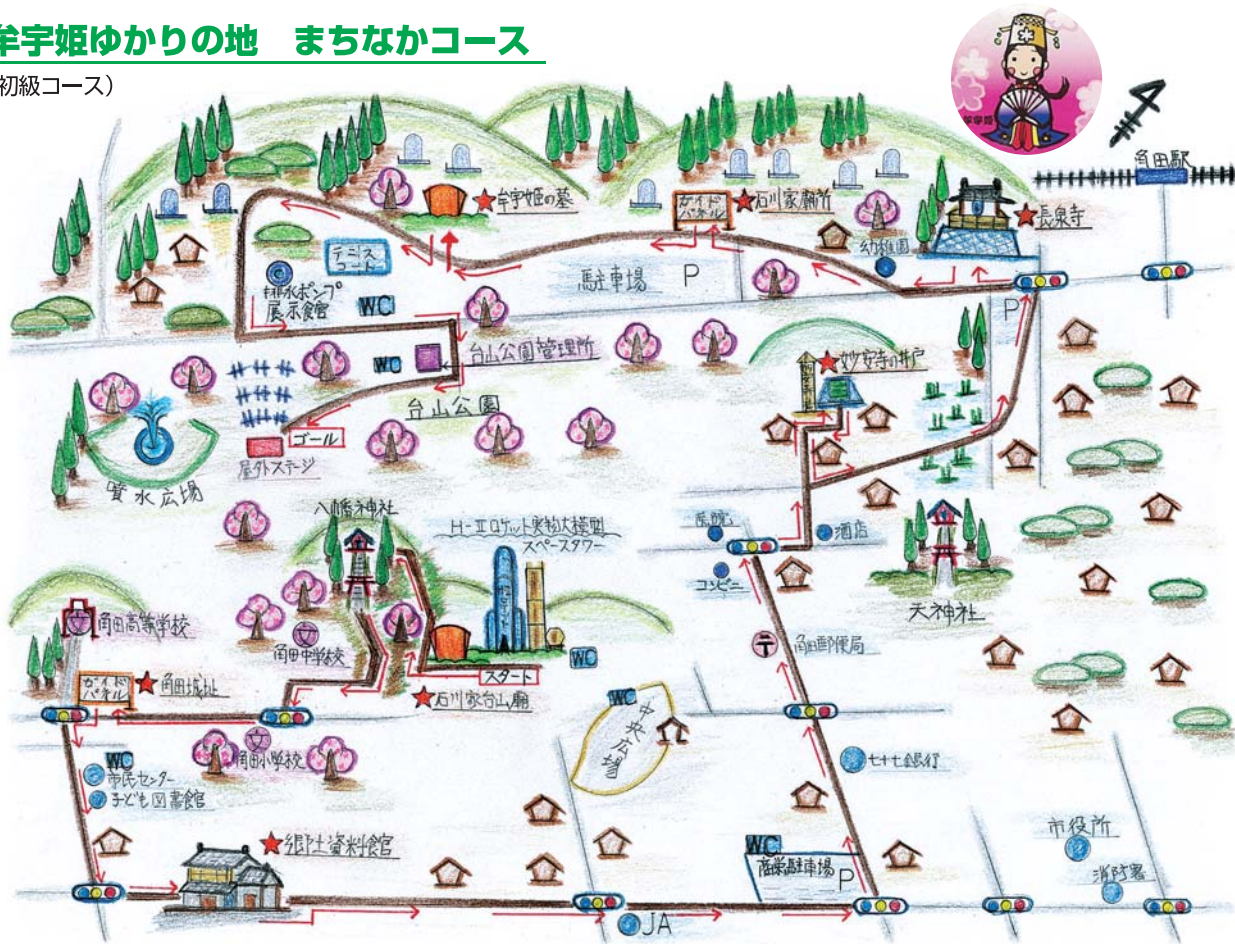 牟宇姫ゆかりの地　まちなかコース
初級コース）
牟宇姫
角田駅
牟宇姫の墓
ガイド
パネル
石川家廟所
長泉寺
幼稚園
テニス
コート
駐車場 P
排水ポンプ
展示食官
WC
P
WC
台山公園管理所
妙安寺の井戸
台山公園
ゴール
屋外ステージ
噴水広場
八幡神社
H-Ⅱロケット実物大模型
スペースタワー
医院
酒店
コンビニ
天神社
角田高等学校
文
文
角田中学校
WC
〒
角田郵便局
スタート
ガイド
パネル
角田城址
石川家台山廟
WC
中央広場
文
角田小学校
WC
市民センター
子ども図書館
七十七銀行
郷土資料館
市役所
WC
商栄駐車場 P
消防署
JA